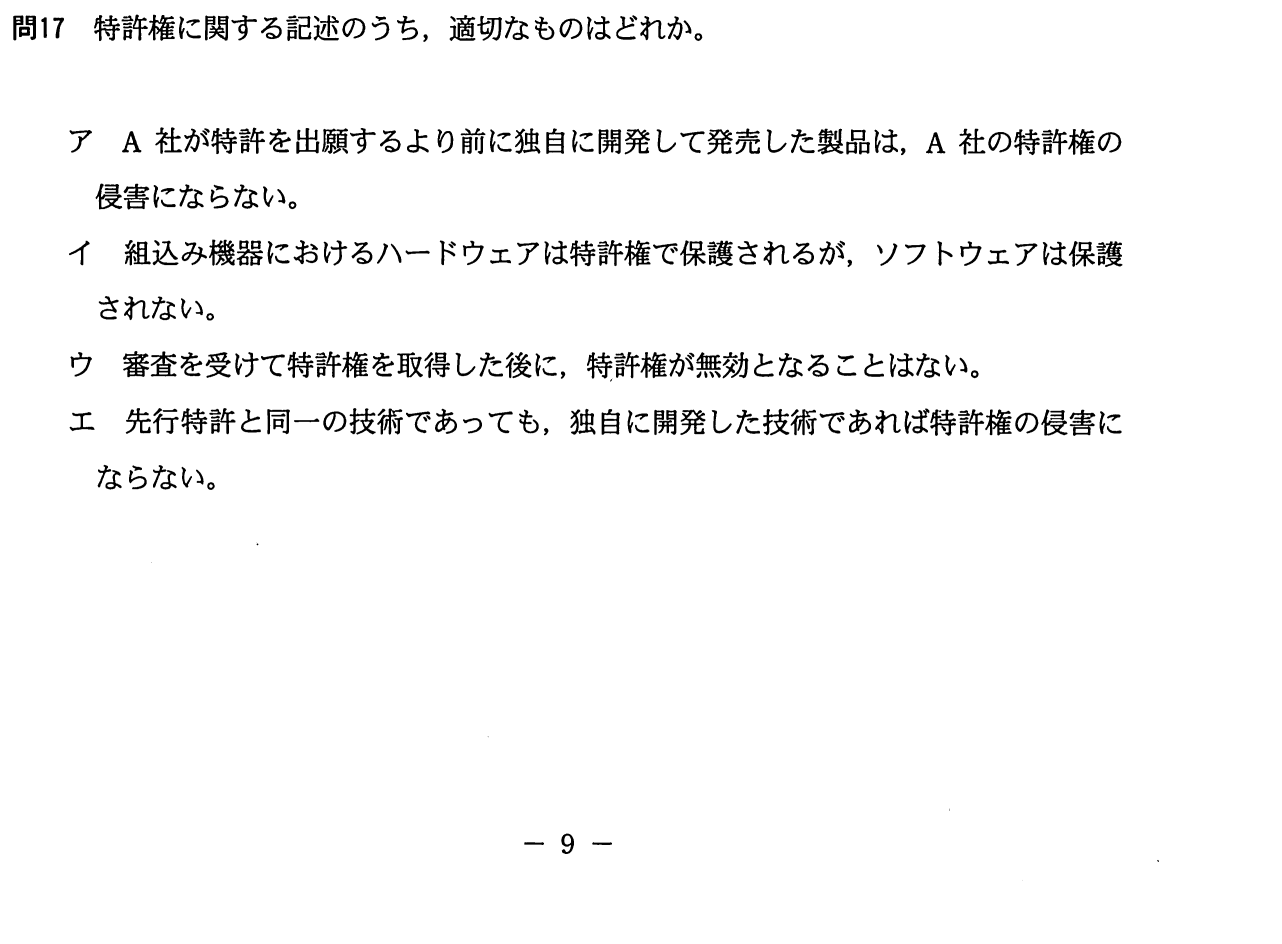 問17　特許権に関する記述のうち，適切なものはどれか。
ア　A 社が特許を出願するより前に独自に開発して発売した製品は，A 社の特許権の
侵害にならない。
イ　組込み機器におけるハードウェアは特許権で保護されるが，ソフトウェアは保護
されない。
ウ　審査を受けて特許権を取得した後に，特許権が無効となることはない。
エ　先行特許と同一の技術であっても，独自に開発した技術であれば特許権の侵害に
ならない。
― 9 ―